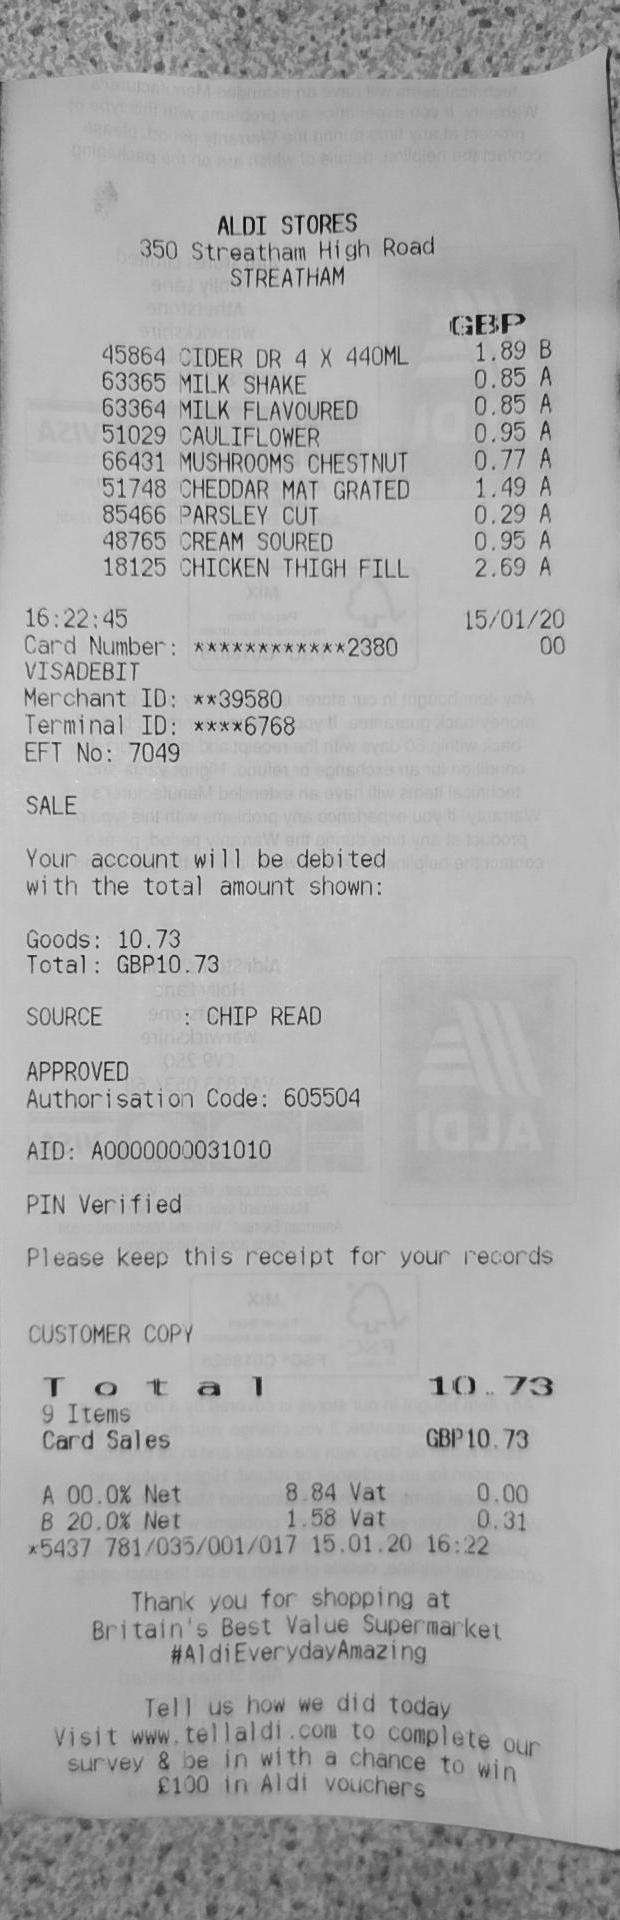 ALDI STORES
350 Streatham High Road
STREATHAM
GBP
45864 CIDER DR 4 X 440ML 1.89 B
63365 MILK SHAKE 0.85 A
63364 MILK FLAVOURED 0.85 A
51029 CAULIFLOWER 0.95 A
66431 MUSHROOMS CHESTNUT 0.77 A
51748 CHEDDAR MAT GRATED 1.49 A
85466 PARSLEY CUT 0.29 A
48765 CREAM SOURED 0.95 A
18125 CHICKEN THIGH FILL 2.69 A
16:22:45 15/01/20
Card Number: ************2380 00
VISADEBIT
Merchant ID: **39580
Terminal ID: ****6768
EFT No: 7049
SALE
Your account will be debited
with the total amount shown:
Goods: 10.73
Total: GBP10.73
SOURCE : CHIP READ
APPROVED
Authorisation Code: 605504
AID: A0000000031010
PIN Verified
Please keep this receipt for your records
CUSTOMER COPY
Total 10.73
9 Items
Card Sales GBP10.73
A 00.0% Net 8.84 Vat 0.00
B 20.0% Net 1.58 Vat 0.31
*5437 781/035/001/017 15.01.20 16:22
Thank you for shopping at
Britain's Best Value Supermarket
#AldiEverydayAmazing
Tell us how we did today
Visit www.tellaldi.com to complete our
survey & be in with a chance to win
£100 in Aldi vouchers